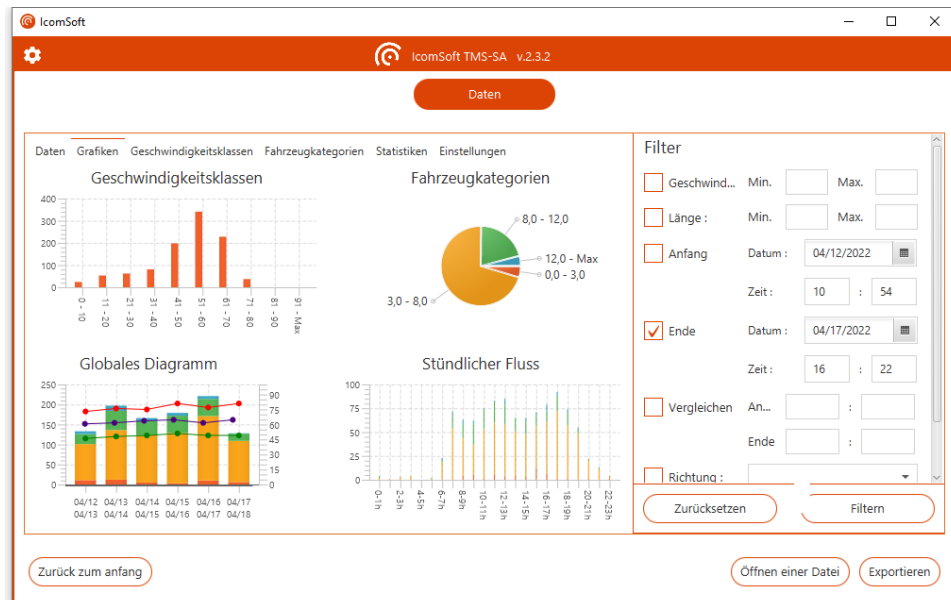 IcomSoft
IcomSoft TMS-SA v.2.3.2
Daten
Daten Grafiken Geschwindigkeitsklassen Fahrzeugkategorien Statistiken Einstellungen
Geschwindigkeitsklassen
400
300
200
100
0
0 - 10
11 - 20
21 - 30
31 - 40
41 - 50
51 - 60
61 - 70
71 - 80
81 - 90
91 - Max
Fahrzeugkategorien
8,0 - 12,0
12,0 - Max
0,0 - 3,0
3,0 - 8,0
Globales Diagramm
250
200
150
100
50
0
90
75
60
45
30
15
0
04/12 04/13 04/14 04/15 04/16 04/17
04/13 04/14 04/15 04/16 04/17 04/18
Stündlicher Fluss
100
75
50
25
0
0-1h
2-3h
4-5h
6-7h
8-9h
10-11h
12-13h
14-15h
16-17h
18-19h
20-21h
22-23h
Filter
Geschwind... Min. Max.
Länge : Min. Max.
Anfang Datum : 04/12/2022
Zeit : 10 : 54
Ende Datum : 04/17/2022
Zeit : 16 : 22
Vergleichen An... :
Ende :
Richtung :
Zurücksetzen Filtern
Zurück zum anfang Öffnen einer Datei Exportieren